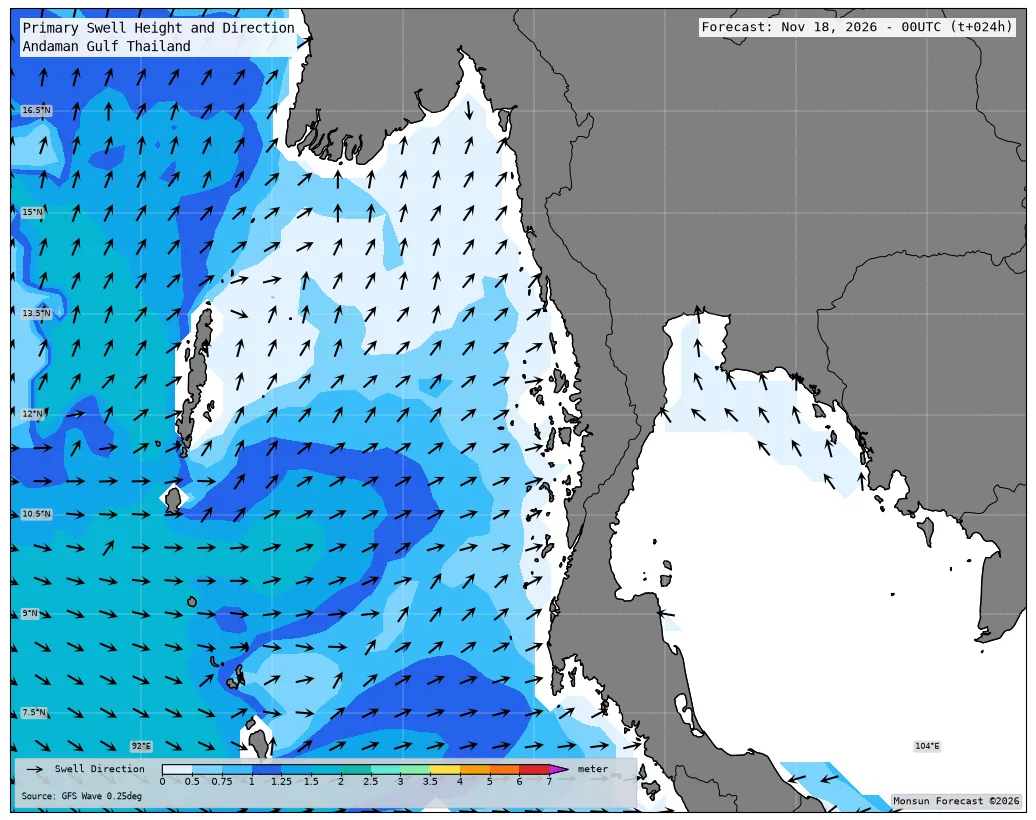 Primary Swell Height and Direction
Andaman Gulf Thailand
Forecast: Nov 18, 2026 - 00UTC (t+024h)
16.5°N
15°N
13.5°N
12°N
10.5°N
9°N
7.5°N
92°E
104°E
Swell Direction
0 0.5 0.75 1.25 1.5 2 2.5 3 3.5 4 5 6 7
meter
Source: GFS Wave 0.25deg
Monsun Forecast ©2026